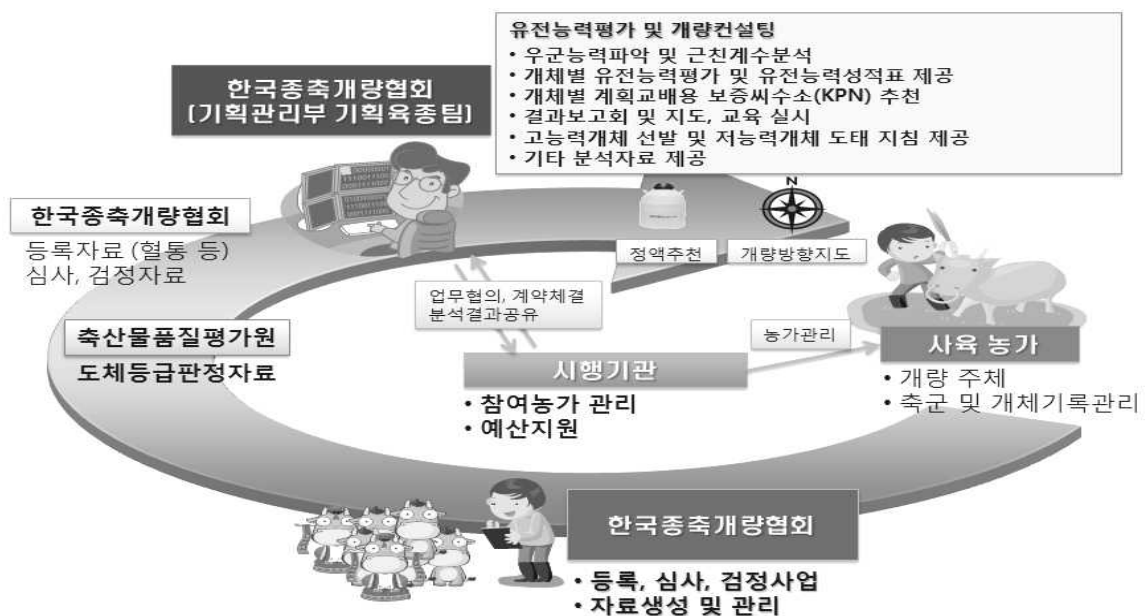 유전능력평가 및 개량컨설팅
• 우군능력파악 및 근친계수분석
• 개체별 유전능력평가 및 유전능력성적표 제공
• 개체별 계획교배용 보증씨수소(KPN) 추천
• 결과보고회 및 지도, 교육 실시
• 고능력개체 선발 및 저능력개체 도태 지침 제공
• 기타 분석자료 제공
한국종축개량협회
(기획관리부 기획육종팀)
N
정액추천
개량방향지도
한국종축개량협회
등록자료 (혈통 등)
심사, 검정자료
업무협의, 계약체결
분석결과공유
축산물품질평가원
도체등급판정자료
시행기관
• 참여농가 관리
• 예산지원
농가관리
사육 농가
• 개량 주체
• 축군 및 개체기록관리
한국종축개량협회
• 등록, 심사, 검정사업
• 자료생성 및 관리